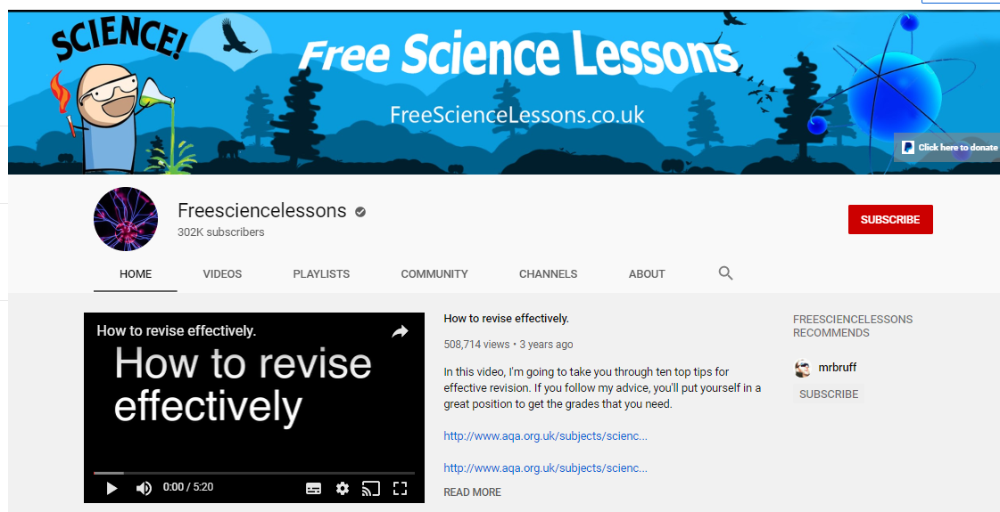 SCIENCE!
Free Science Lessons
FreeScienceLessons.co.uk
Click here to donate
Freesciencelessons
302K subscribers
SUBSCRIBE
HOME VIDEOS PLAYLISTS COMMUNITY CHANNELS ABOUT
How to revise effectively.
How to revise
effectively
0:00 / 5:20
How to revise effectively.
508,714 views • 3 years ago
In this video, I'm going to take you through ten top tips for
effective revision. If you follow my advice, you'll put yourself in a
great position to get the grades that you need.
http://www.aqa.org.uk/subjects/scienc...
http://www.aqa.org.uk/subjects/scienc...
READ MORE
FREESCIENCELESSONS
RECOMMENDS
mrbruff
SUBSCRIBE